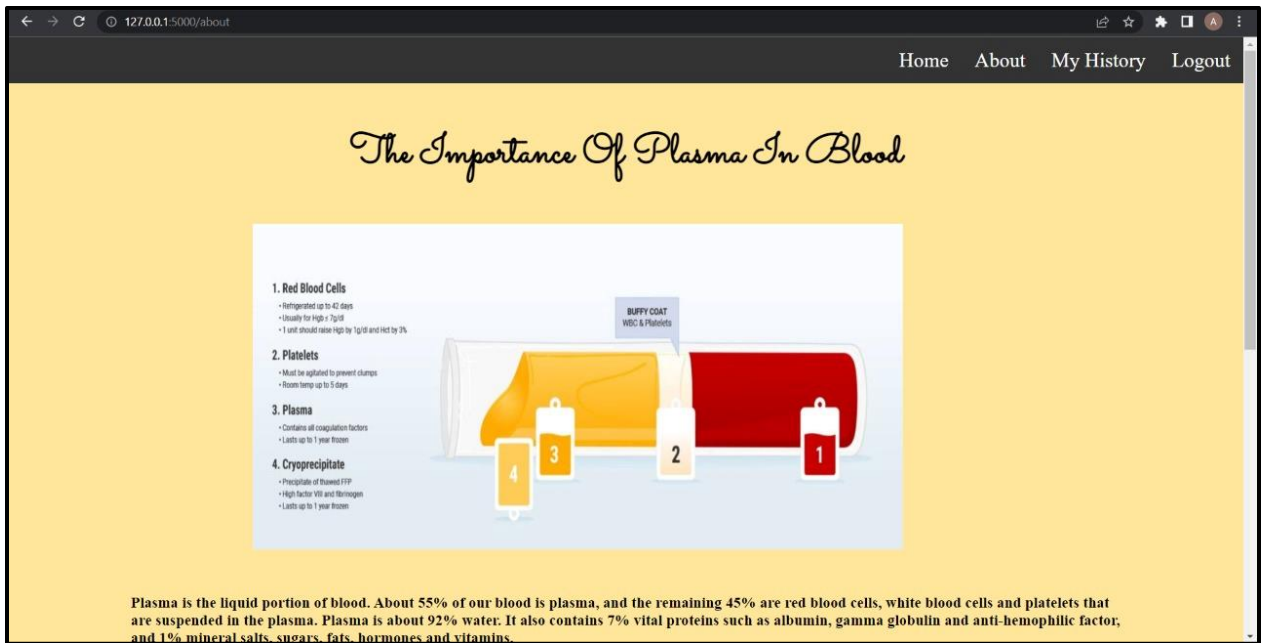 127.0.0.1:5000/about
A
Home About My History Logout
The Importance Of Plasma In Blood
1. Red Blood Cells
• Refrigerated up to 42 days
• Usually for Hgb ≤ 7g/dl
• 1 unit should raise Hgb by 1g/dl and Hct by 3%
2. Platelets
• Must be agitated to prevent clumps
• Room temp up to 5 days
3. Plasma
• Contains all coagulation factors
• Lasts up to 1 year frozen
4. Cryoprecipitate
• Precipitate of thawed FFP
• High factor VIII and fibrinogen
• Lasts up to 1 year frozen
BUFFY COAT
WBC & Platelets
4
3
2
1
Plasma is the liquid portion of blood. About 55% of our blood is plasma, and the remaining 45% are red blood cells, white blood cells and platelets that
are suspended in the plasma. Plasma is about 92% water. It also contains 7% vital proteins such as albumin, gamma globulin and anti-hemophilic factor,
and 1% mineral salts, sugars, fats, hormones and vitamins.